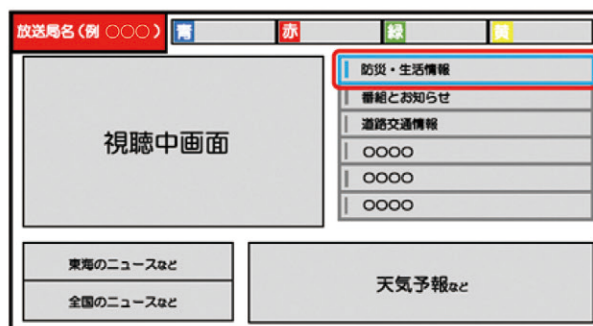 放送局名(例 ○○○) 青 赤 緑 黄
視聴中画面
防災・生活情報
番組とお知らせ
道路交通情報
○○○○
○○○○
○○○○
東海のニュースなど
全国のニュースなど
天気予報など